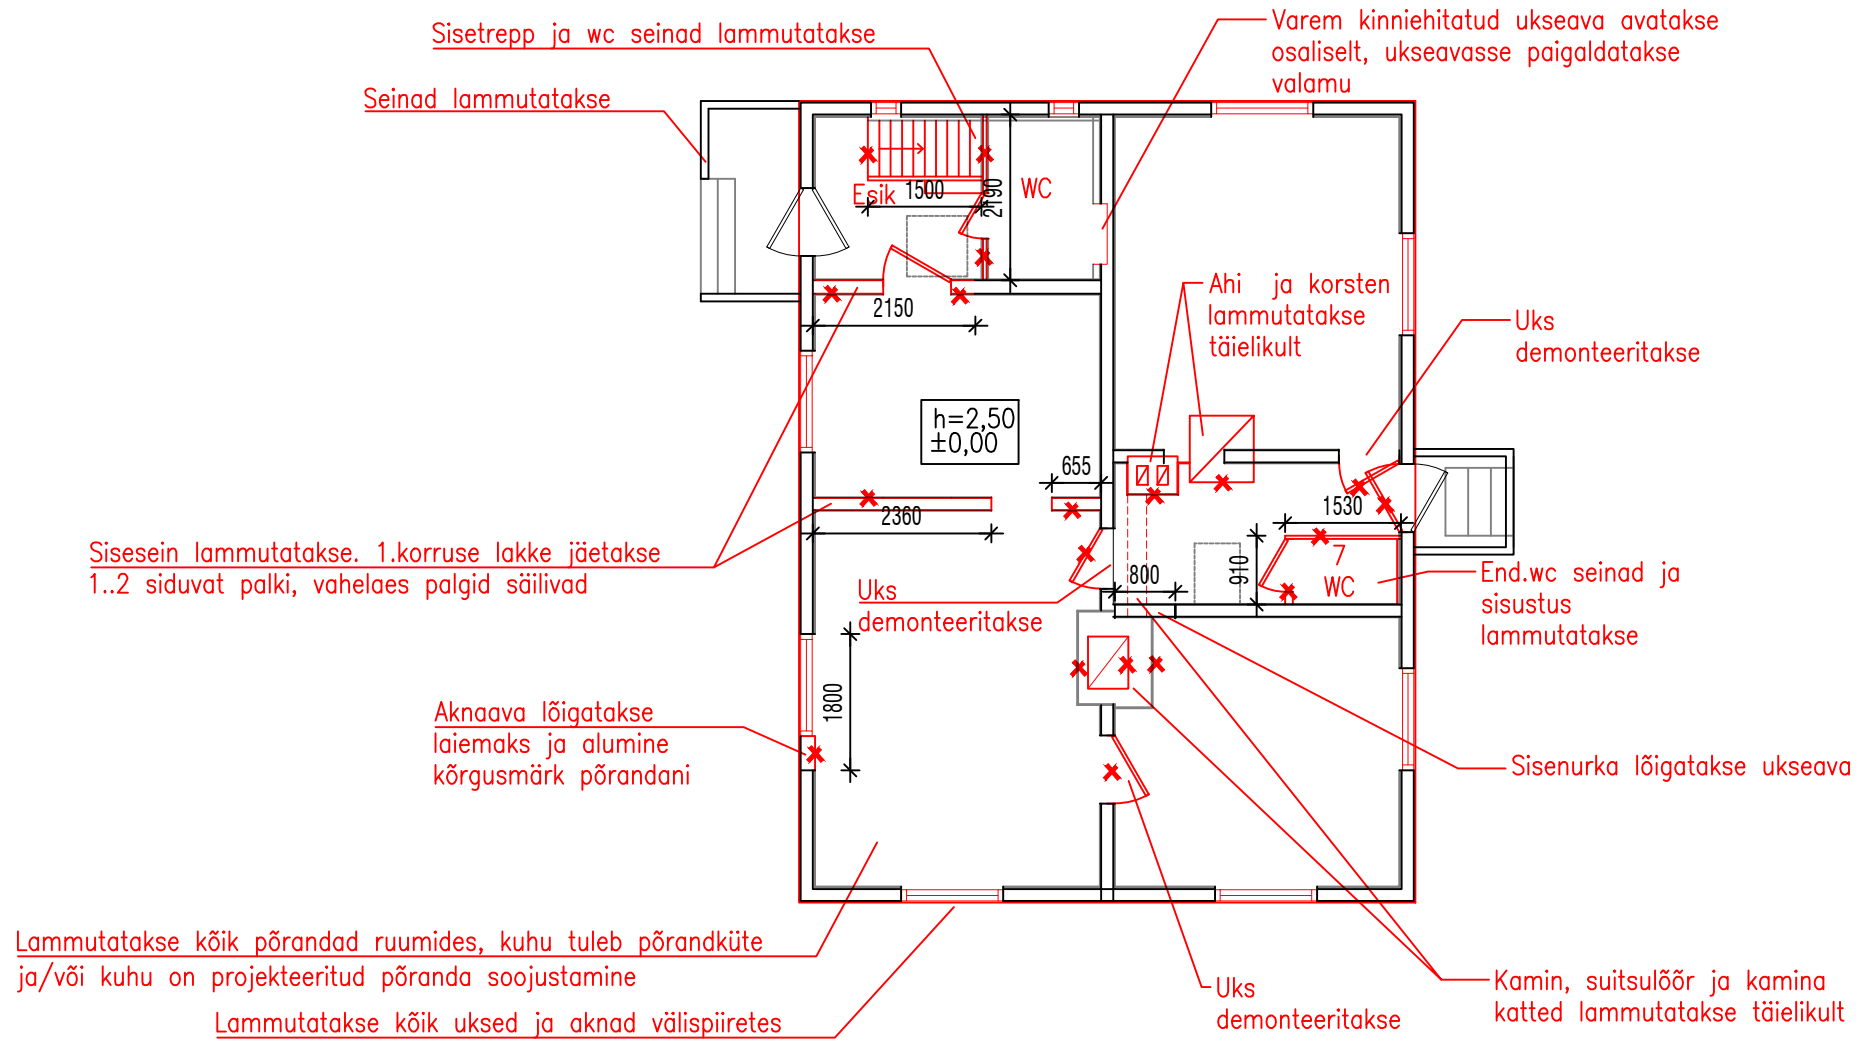 Sisetrepp ja wc seinad lammutatakse
Varem kinniehitatud ukseava avatakse
osaliselt, ukseavasse paigaldatakse
valamu
Seinad lammutatakse
Esik
1500
2190
WC
2150
Ahi ja korsten
lammutatakse
täielikult
Uks
demonteeritakse
h=2,50
±0,00
655
2360
1530
Sisesein lammutatakse. 1.korruse lakke jäetakse
1..2 siduvat palki, vahelaes palgid säilivad
Uks
demonteeritakse
800
910
7
WC
End.wc seinad ja
sisustus
lammutatakse
1800
Aknaava lõigatakse
laiemaks ja alumine
kõrgusmärk põrandani
Sisenurka lõigatakse ukseava
Lammutatakse kõik põrandad ruumides, kuhu tuleb põrandküte
ja/või kuhu on projekteeritud põranda soojustamine
Lammutatakse kõik uksed ja aknad välispiiretes
Uks
demonteeritakse
Kamin, suitsulõõr ja kamina
katted lammutatakse täielikult